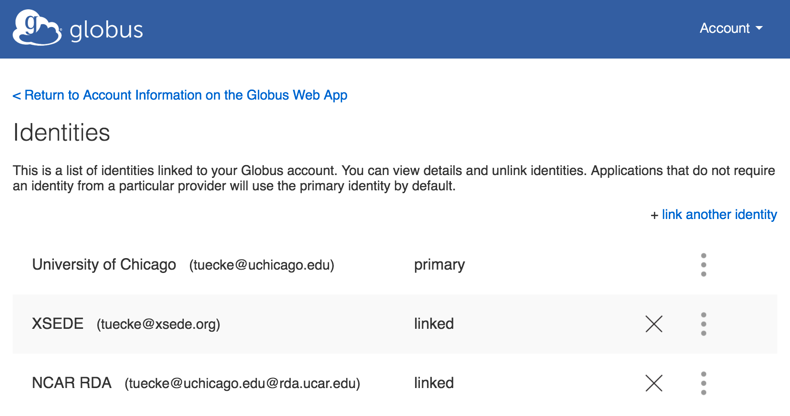 g globus
Account
< Return to Account Information on the Globus Web App
Identities
This is a list of identities linked to your Globus account. You can view details and unlink identities. Applications that do not require
an identity from a particular provider will use the primary identity by default.
+ link another identity
University of Chicago (tuecke@uchicago.edu) primary
XSEDE (tuecke@xsede.org) linked
NCAR RDA (tuecke@uchicago.edu@rda.ucar.edu) linked